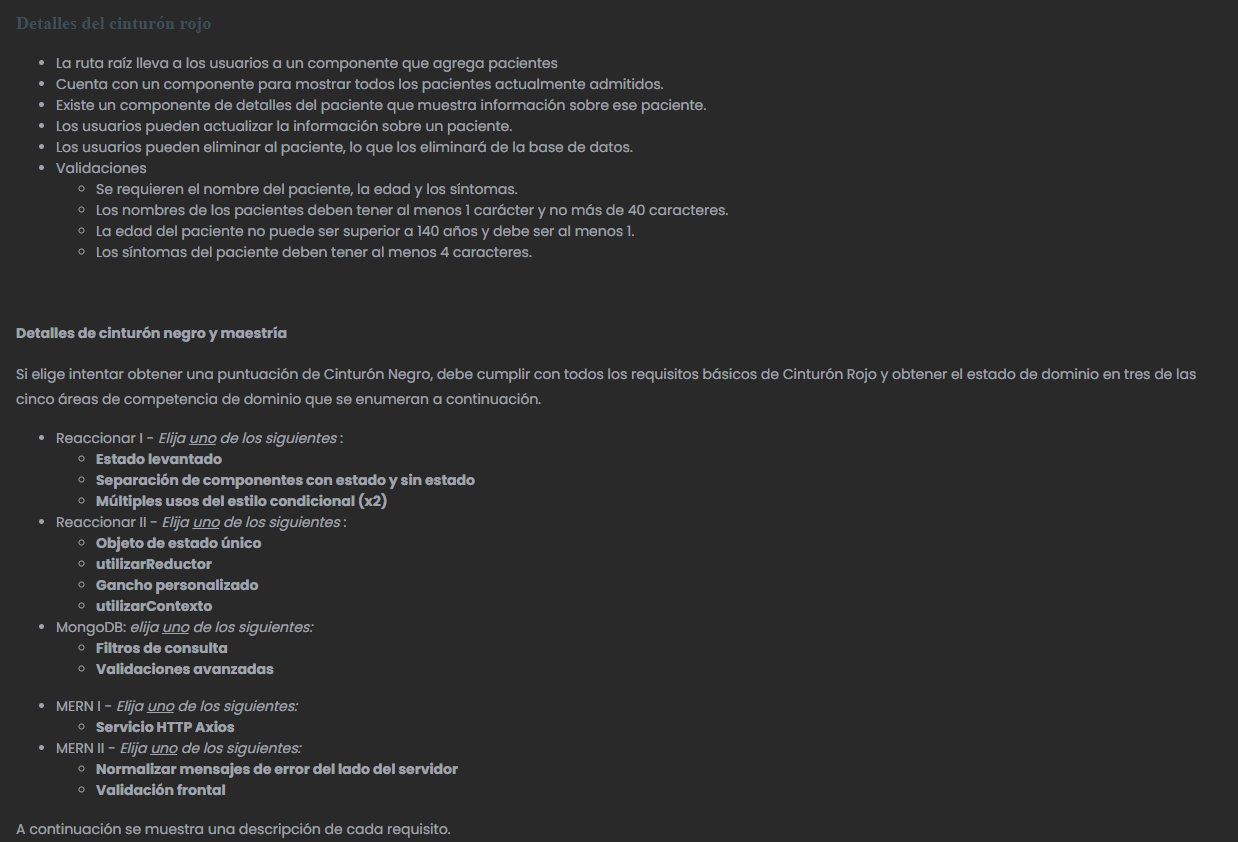 Detalles del cinturón rojo
La ruta raíz lleva a los usuarios a un componente que agrega pacientes
Cuenta con un componente para mostrar todos los pacientes actualmente admitidos.
Existe un componente de detalles del paciente que muestra información sobre ese paciente.
Los usuarios pueden actualizar la información sobre un paciente.
Los usuarios pueden eliminar al paciente, lo que los eliminará de la base de datos.
Validaciones
Se requieren el nombre del paciente, la edad y los síntomas.
Los nombres de los pacientes deben tener al menos 1 carácter y no más de 40 caracteres.
La edad del paciente no puede ser superior a 140 años y debe ser al menos 1.
Los síntomas del paciente deben tener al menos 4 caracteres.
Detalles de cinturón negro y maestría
Si elige intentar obtener una puntuación de Cinturón Negro, debe cumplir con todos los requisitos básicos de Cinturón Rojo y obtener el estado de dominio en tres de las
cinco áreas de competencia de dominio que se enumeran a continuación.
Reaccionar I - Elija uno de los siguientes :
Estado levantado
Separación de componentes con estado y sin estado
Múltiples usos del estilo condicional (x2)
Reaccionar II - Elija uno de los siguientes :
Objeto de estado único
utilizarReductor
Gancho personalizado
utilizarContexto
MongoDB: elija uno de los siguientes:
Filtros de consulta
Validaciones avanzadas
MERN I - Elija uno de los siguientes:
Servicio HTTP Axios
MERN II - Elija uno de los siguientes:
Normalizar mensajes de error del lado del servidor
Validación frontal
A continuación se muestra una descripción de cada requisito.